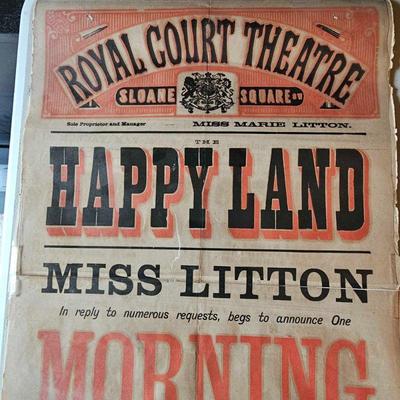 ROYAL COURT THEATRE
SLOANE SQUARE SW
Sole Proprietor and Manager MISS MARIE LITTON.
THE
HAPPY LAND
MISS LITTON
In reply to numerous requests, begs to announce One
MORNING